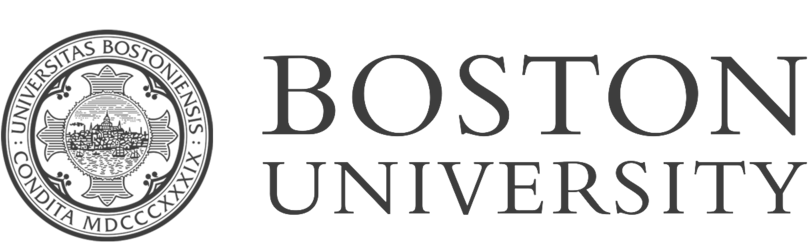 : UNIVERSITAS BOSTONIENSIS :
CONDITA MDCCCXXXIX
BOSTON
UNIVERSITY